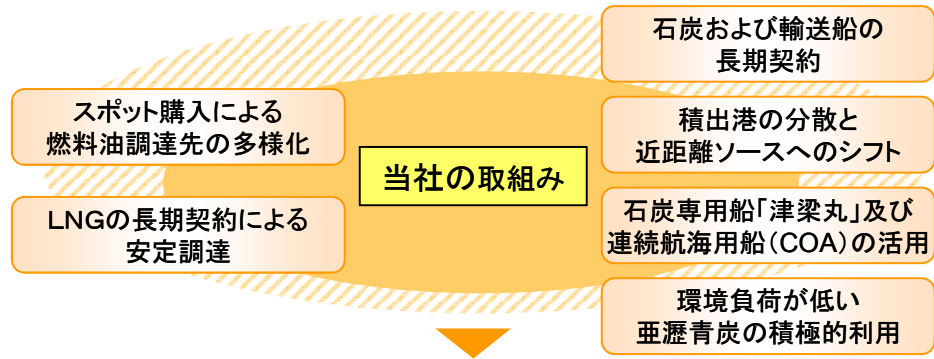 石炭および輸送船の
長期契約
スポット購入による
燃料油調達先の多様化
積出港の分散と
近距離ソースへのシフト
当社の取組み
LNGの長期契約による
安定調達
石炭専用船「津梁丸」及び
連続航海用船(COA)の活用
環境負荷が低い
亜瀝青炭の積極的利用